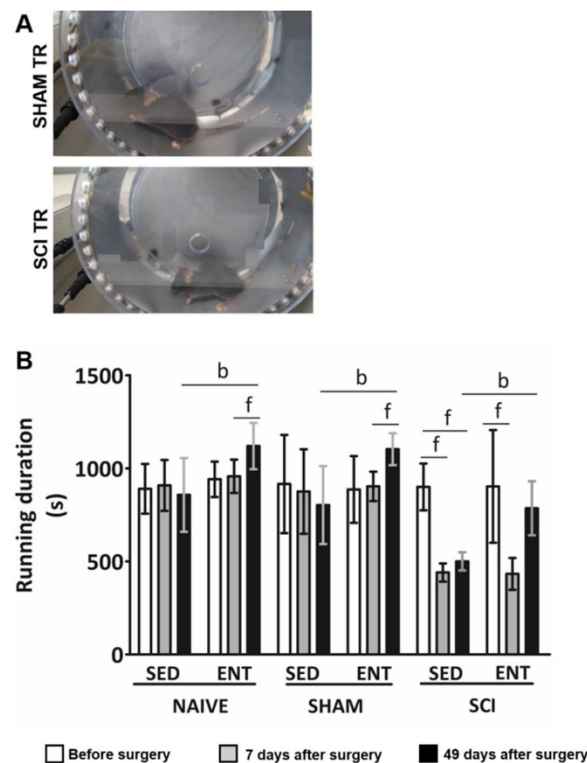 A
SHAM TR
SCI TR
B
1500
1000
500
0
Running duration
(s)
b
b
b
f
f
f
f
f
SED
ENT
SED
ENT
SED
ENT
NAIVE
SHAM
SCI
Before surgery
7 days after surgery
49 days after surgery